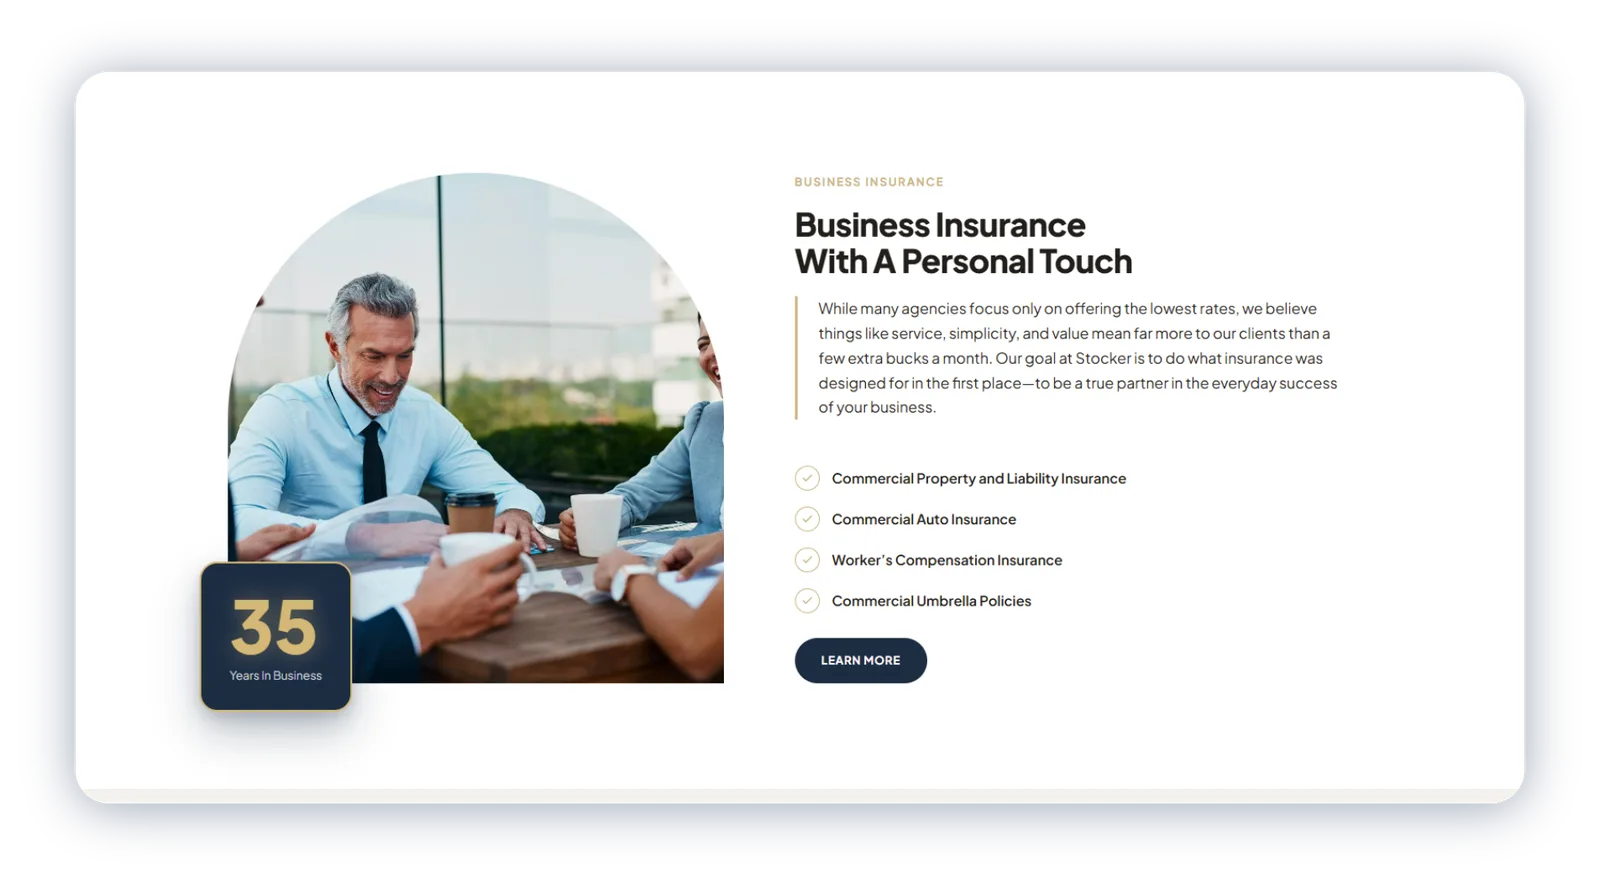 BUSINESS INSURANCE
Business Insurance
With A Personal Touch
While many agencies focus only on offering the lowest rates, we believe
things like service, simplicity, and value mean far more to our clients than a
few extra bucks a month. Our goal at Stocker is to do what insurance was
designed for in the first place—to be a true partner in the everyday success
of your business.
Commercial Property and Liability Insurance
Commercial Auto Insurance
Worker's Compensation Insurance
Commercial Umbrella Policies
LEARN MORE
35
Years In Business